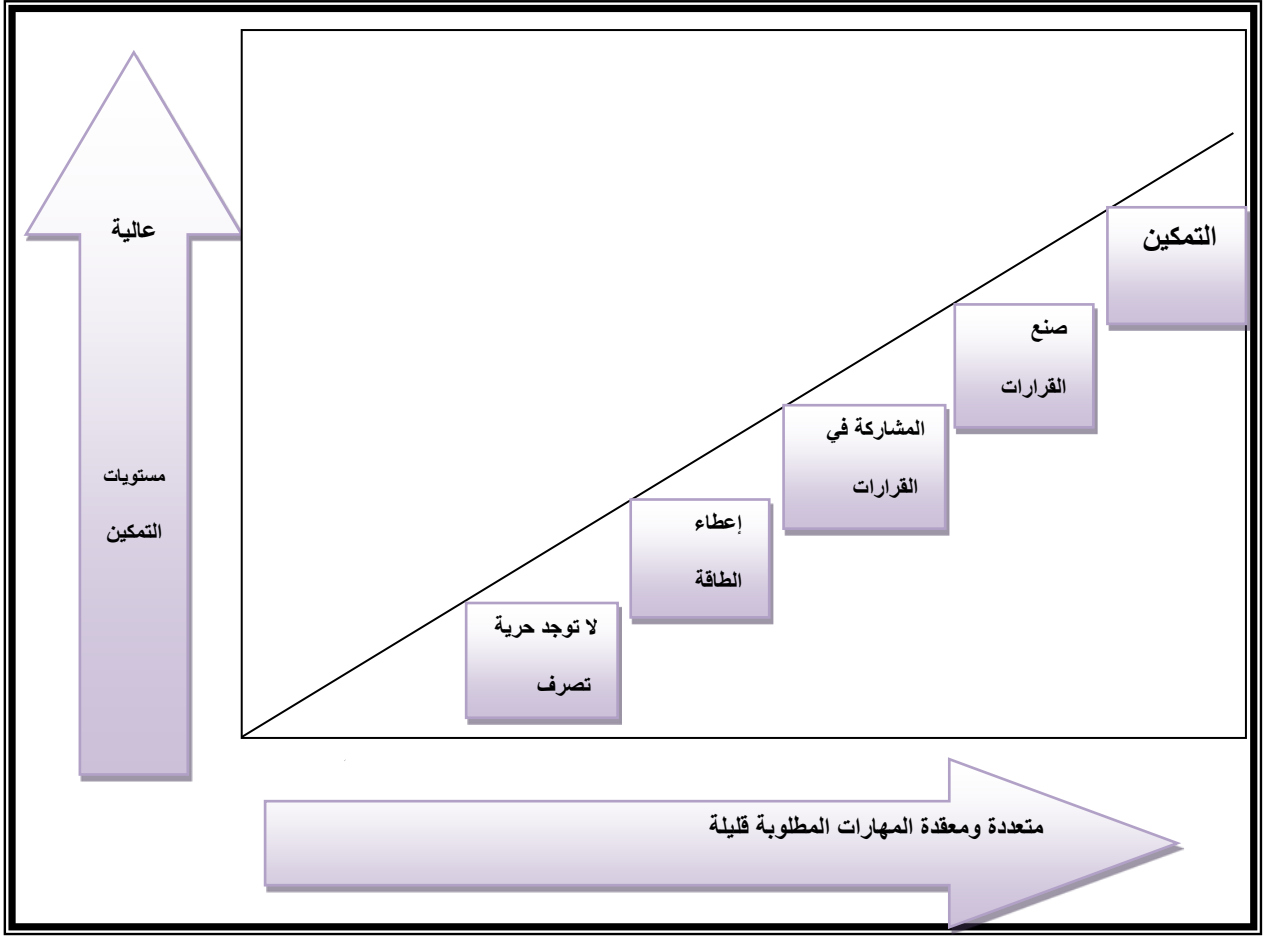 عالية
مستويات
التمكين
التمكين
صنع
القرارات
المشاركة في
القرارات
إعطاء
الطاقة
لا توجد حرية
تصرف
متعددة ومعقدة المهارات المطلوبة قليلة